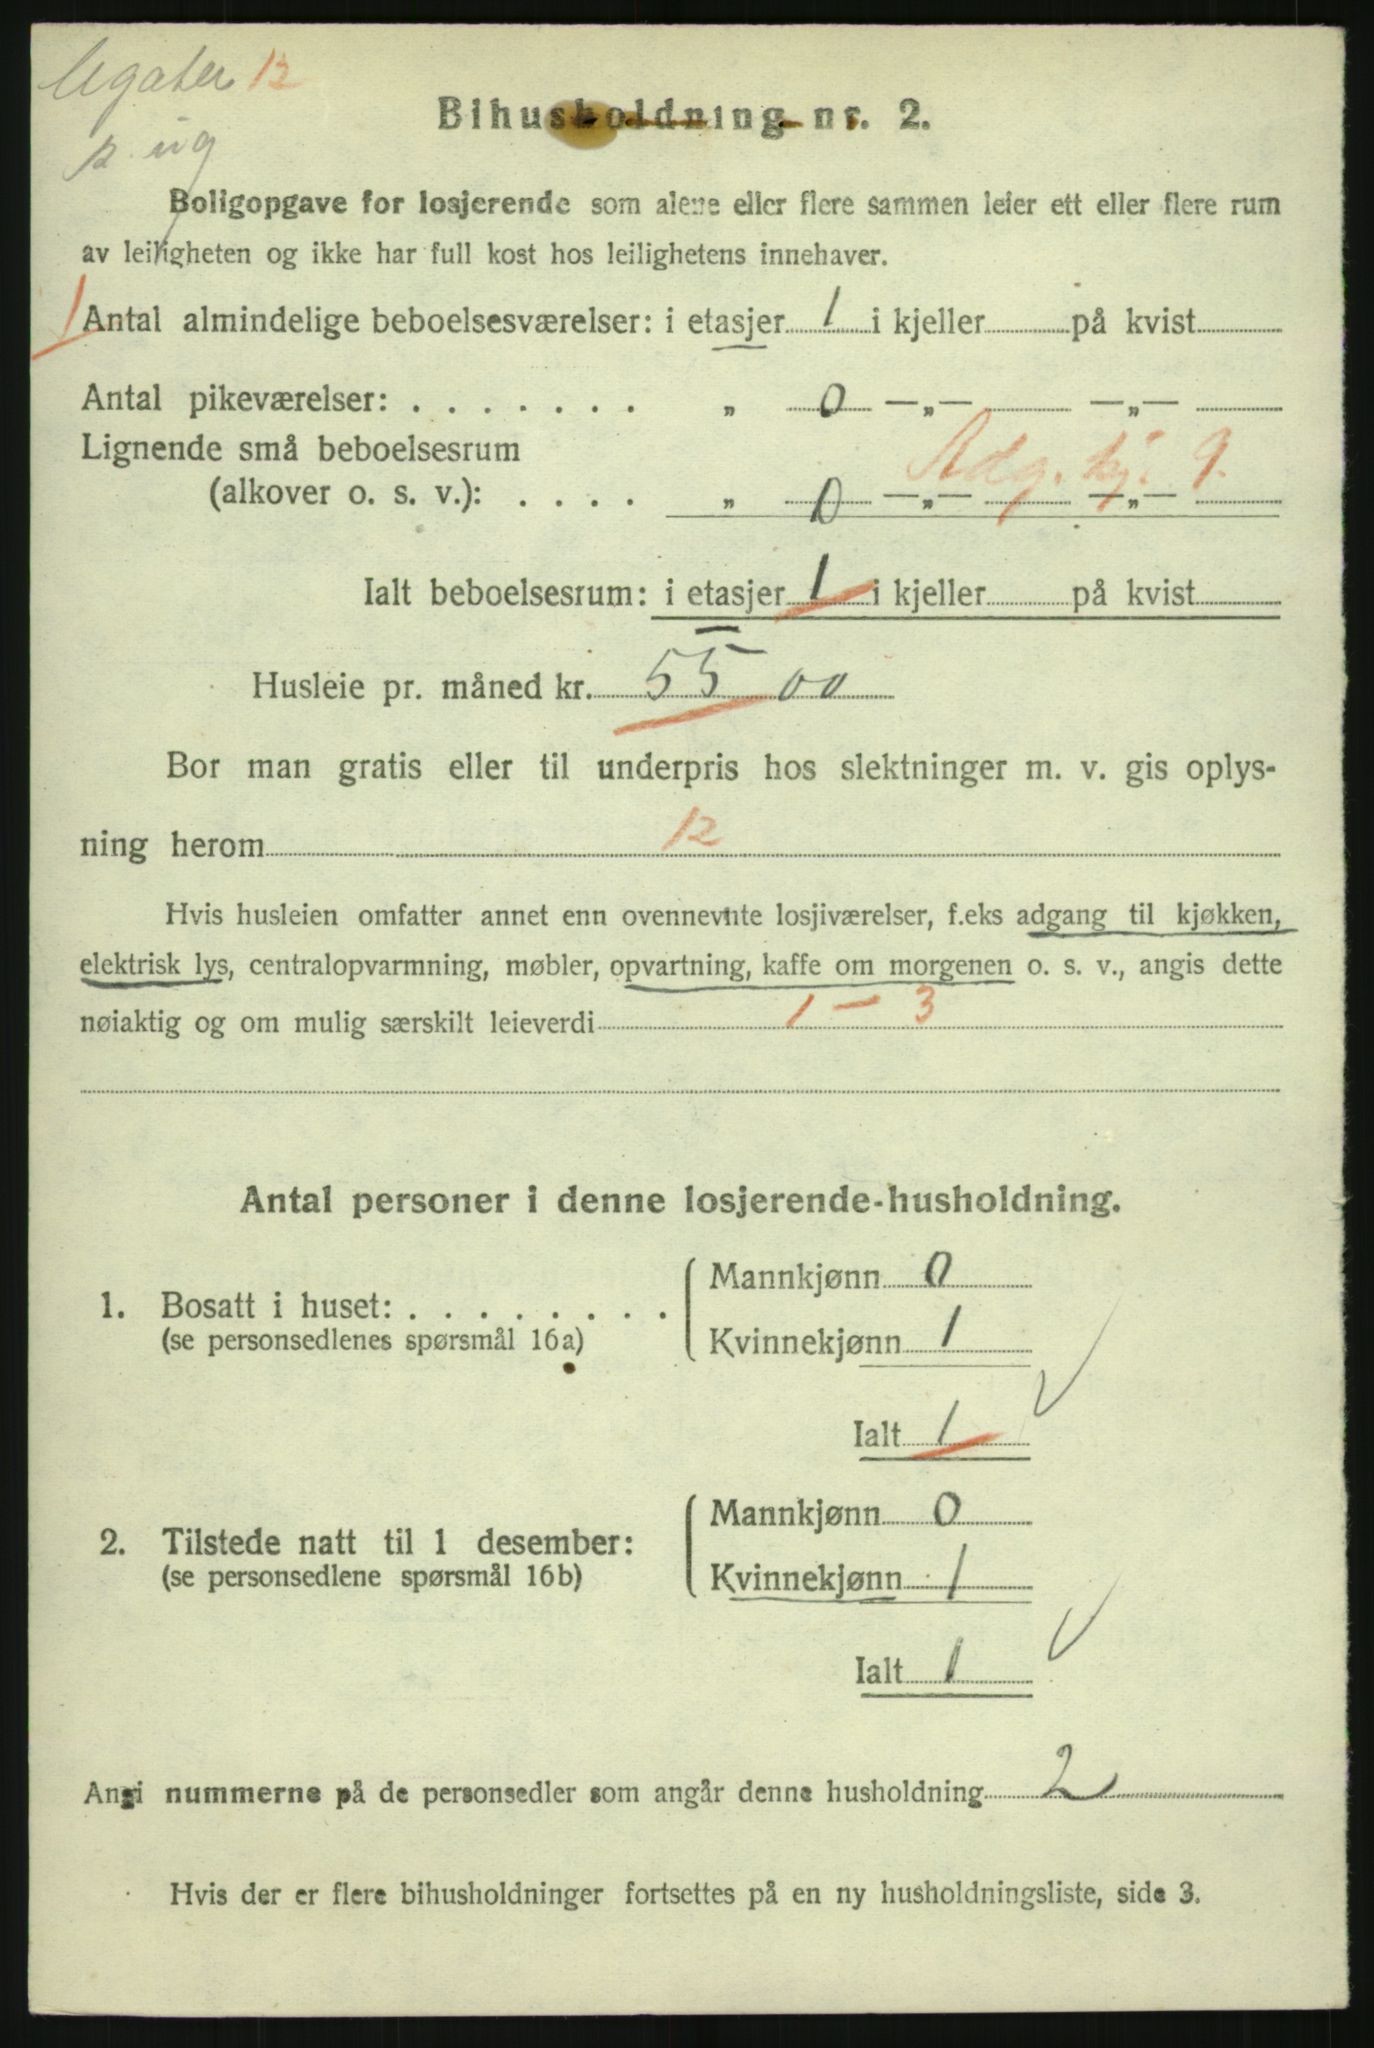 12
Bihusholdning nr. 2.
k. ug
Boligopgave for losjerende som alene eller flere sammen leier ett eller flere rum
av leiligheten og ikke har full kost hos leilighetens innehaver.
1 Antal almindelige beboelsesværelser: i etasjer 1 i kjeller på kvist
Antal pikeværelser: . . . . . . . „ 0 —„— —„—
Lignende små beboelsesrum
Adg. kj. 9.
(alkover o. s. v.): . . . . „ 0 —„— —„—
Ialt beboelsesrum: i etasjer 1 i kjeller på kvist
Husleie pr. måned kr. 55 00
Bor man gratis eller til underpris hos slektninger m. v. gis oplys-
ning herom 12
Hvis husleien omfatter annet enn ovennevnte losjiværelser, f.eks adgang til kjøkken,
elektrisk lys, centralopvarmning, møbler, opvartning, kaffe om morgenen o. s. v., angis dette
nøiaktig og om mulig særskilt leieverdi 1 — 3
Antal personer i denne losjerende-husholdning.
Mannkjønn 0
1. Bosatt i huset: . . . . . . . .
(se personsedlenes spørsmål 16a)
Kvinnekjønn 1
Ialt 1
Mannkjønn 0
2. Tilstede natt til 1 desember:
(se personsedlene spørsmål 16b)
Kvinnekjønn 1
Ialt 1
Angi nummerne på de personsedler som angår denne husholdning 2
Hvis der er flere bihusholdninger fortsettes på en ny husholdningsliste, side 3.